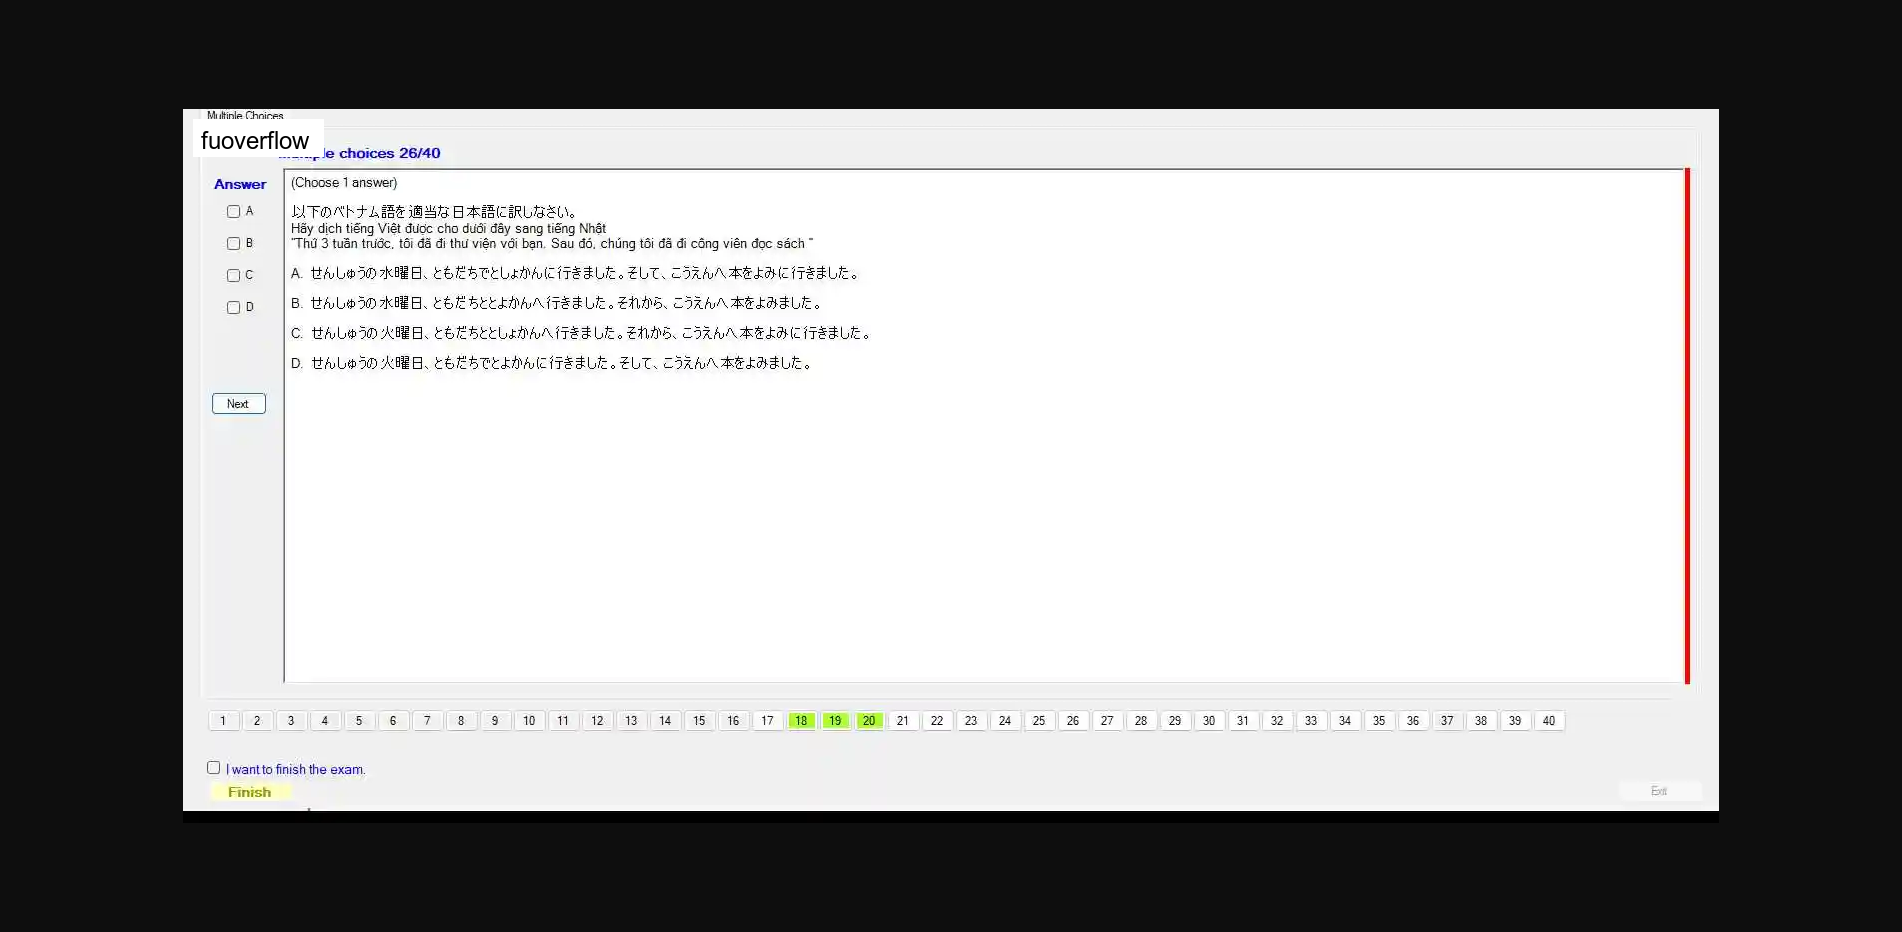 Multiple Choices
fuoverflow
choices 26/40
Answer
(Choose 1 answer)
A
以下のベトナム語を適当な日本語に訳しなさい。
Hãy dịch tiếng Việt được cho dưới đây sang tiếng Nhật
"Thứ 3 tuần trước, tôi đã đi thư viện với bạn. Sau đó, chúng tôi đã đi công viên đọc sách "
B
C
D
A. せんしゅうの水曜日、ともだちでとしょかんに行きました。そして、こうえんへ本をよみに行きました。
B. せんしゅうの水曜日、ともだちととよかんへ行きました。それから、こうえんへ本をよみました。
C. せんしゅうの火曜日、ともだちととしょかんへ行きました。それから、こうえんへ本をよみに行きました。
D. せんしゅうの火曜日、ともだちでとよかんに行きました。そして、こうえんへ本をよみました。
Next
1 2 3 4 5 6 7 8 9 10 11 12 13 14 15 16 17 18 19 20 21 22 23 24 25 26 27 28 29 30 31 32 33 34 35 36 37 38 39 40
I want to finish the exam.
Finish
Exit